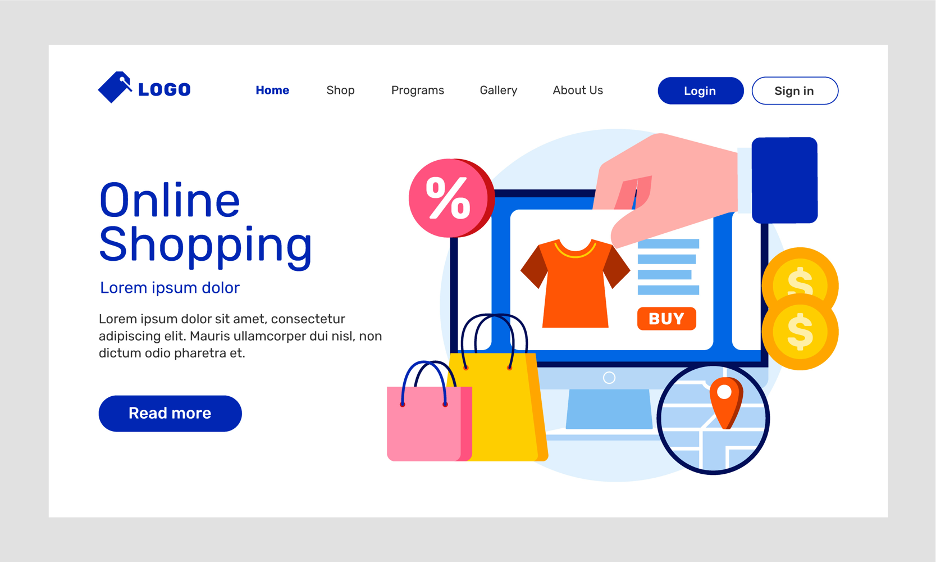 LOGO
Home
Shop
Programs
Gallery
About Us
Login
Sign in
Online
Shopping
Lorem ipsum dolor
Lorem ipsum dolor sit amet, consectetur
adipiscing elit. Mauris ullamcorper dui nisl, non
dictum odio pharetra et.
Read more
%
BUY
$
$